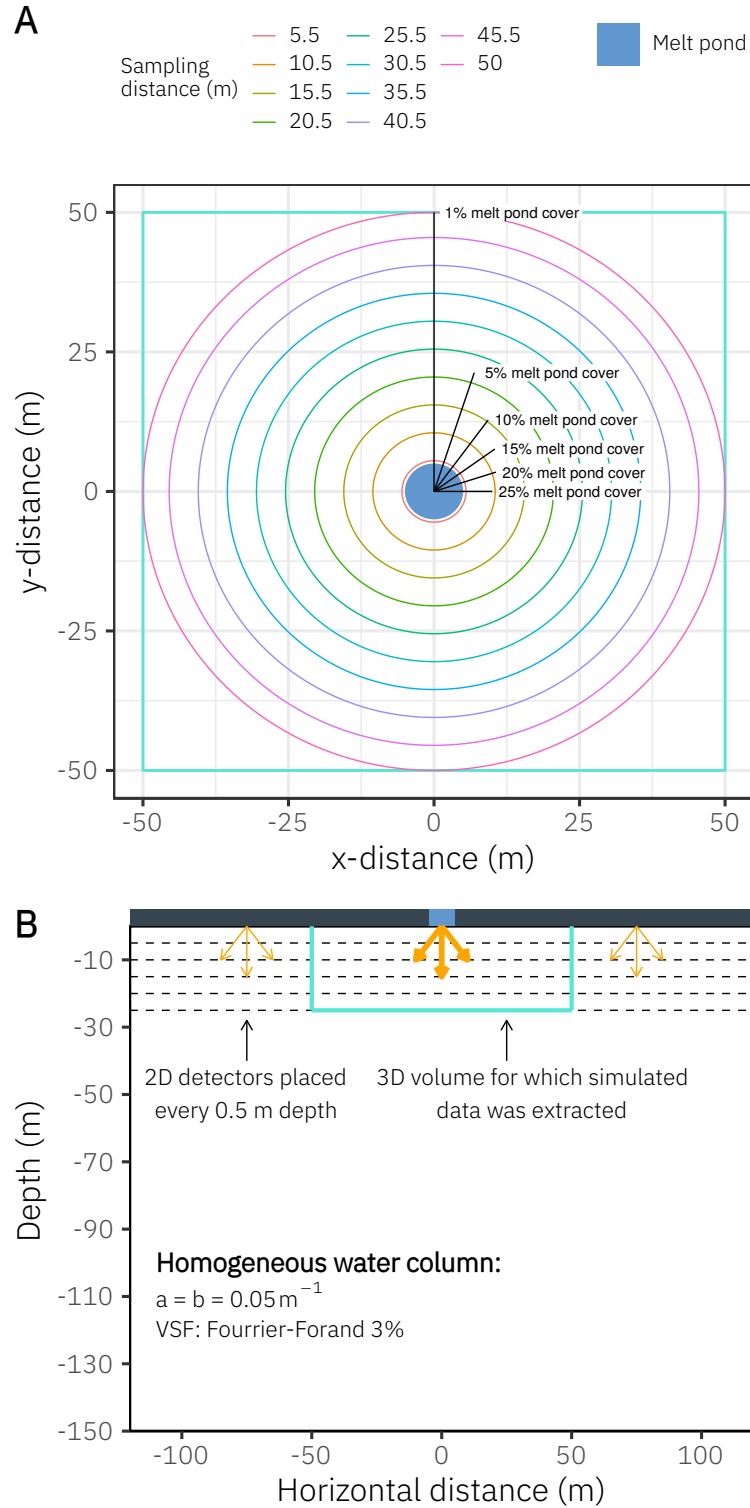 A
Sampling
distance (m)
5.5
10.5
15.5
20.5
25.5
30.5
35.5
40.5
45.5
50
Melt pond
y-distance (m)
50
25
0
-25
-50
1% melt pond cover
5% melt pond cover
10% melt pond cover
15% melt pond cover
20% melt pond cover
25% melt pond cover
-50
-25
0
25
50
x-distance (m)
B
Depth (m)
-10
-30
-50
-70
-90
-110
-130
-150
2D detectors placed
every 0.5 m depth
3D volume for which simulated
data was extracted
Homogeneous water column:
a = b = 0.05 m⁻¹
VSF: Fourrier-Forand 3%
-100
-50
0
50
100
Horizontal distance (m)